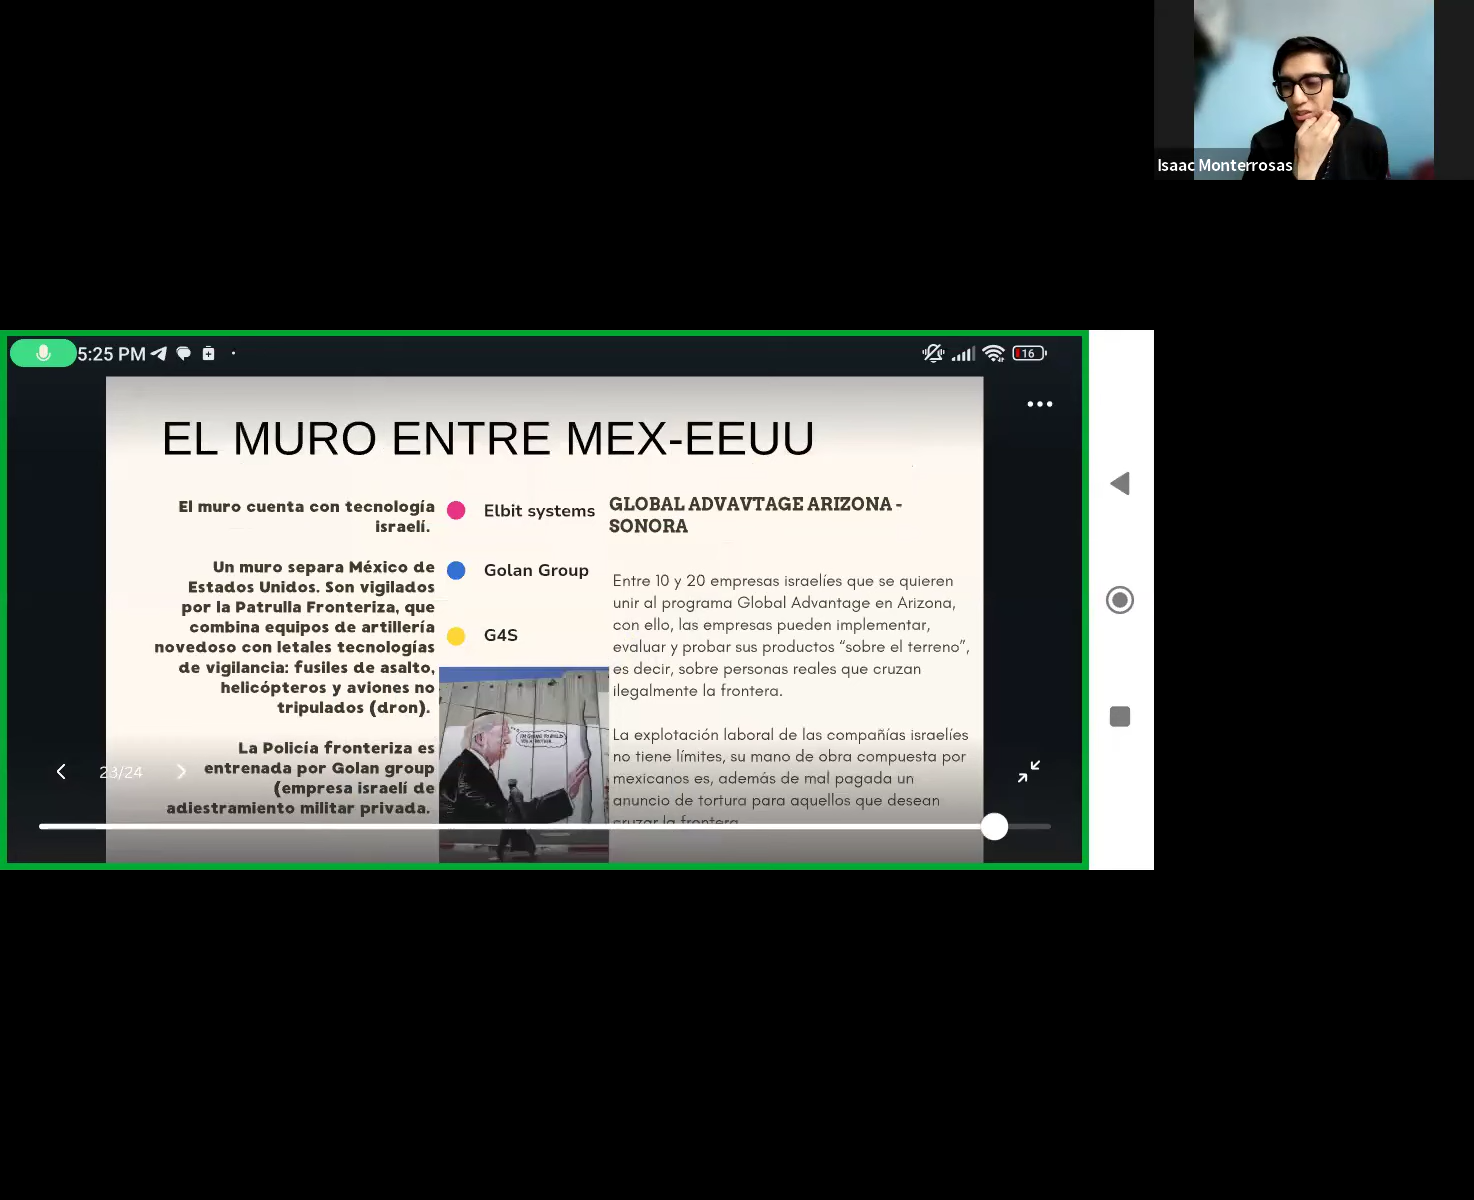 Isaac Monterrosas
5:25 PM
16
EL MURO ENTRE MEX-EEUU
El muro cuenta con tecnología
israelí.
Un muro separa México de
Estados Unidos. Son vigilados
por la Patrulla Fronteriza, que
combina equipos de artillería
novedoso con letales tecnologías
de vigilancia: fusiles de asalto,
helicópteros y aviones no
tripulados (dron).
La Policía fronteriza es
entrenada por Golan group
(empresa israelí de
adiestramiento militar privada.
Elbit systems
Golan Group
G4S
GLOBAL ADVAVTAGE ARIZONA -
SONORA
Entre 10 y 20 empresas israelíes que se quieren
unir al programa Global Advantage en Arizona,
con ello, las empresas pueden implementar,
evaluar y probar sus productos “sobre el terreno”,
es decir, sobre personas reales que cruzan
ilegalmente la frontera.
La explotación laboral de las compañías israelíes
no tiene límites, su mano de obra compuesta por
mexicanos es, además de mal pagada un
anuncio de tortura para aquellos que desean
cruzar la frontera.
23/24